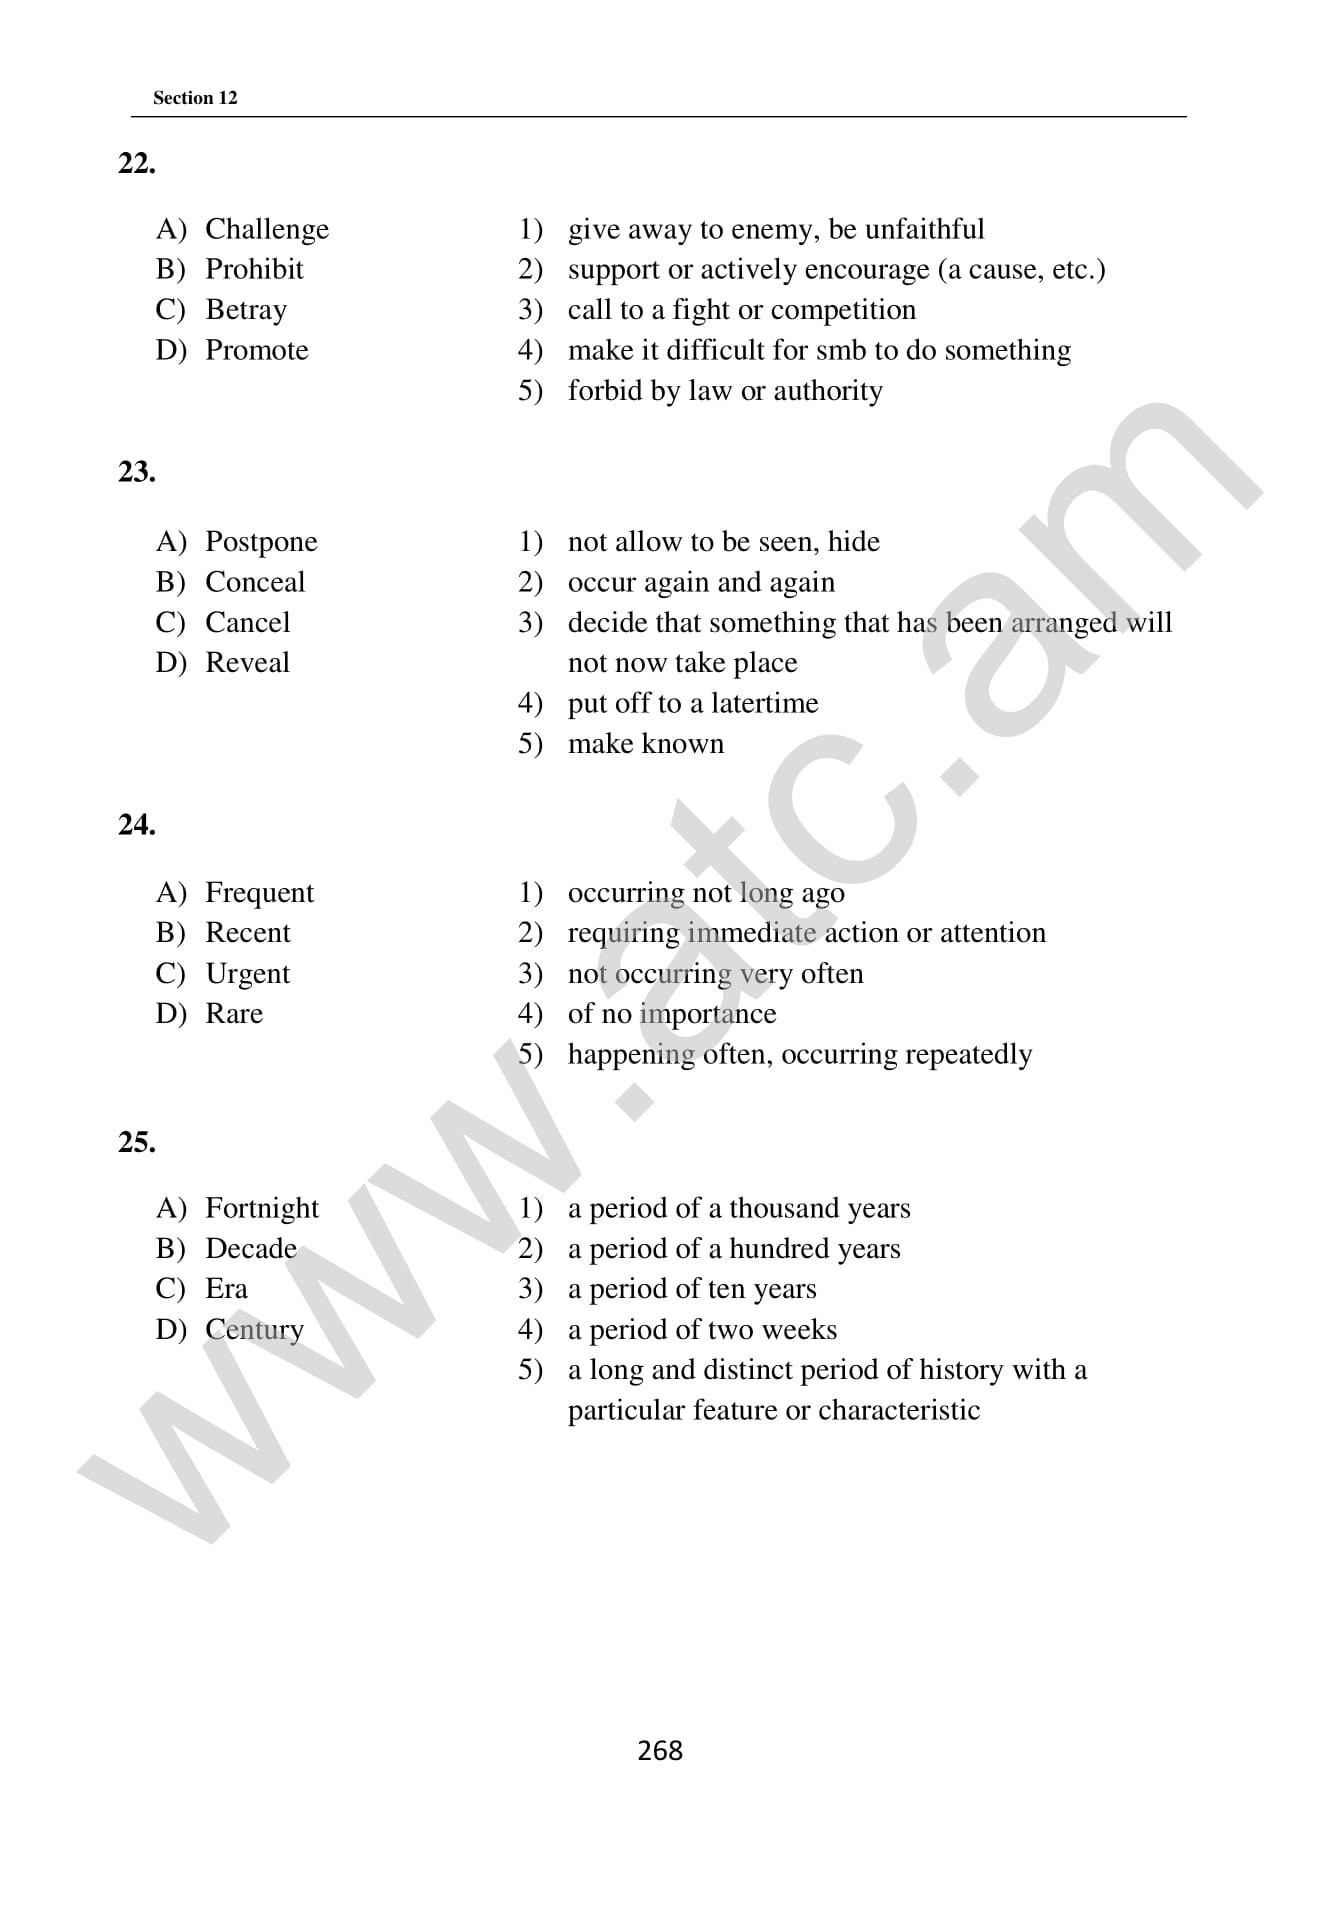 Section 12
22.
A) Challenge 1) give away to enemy, be unfaithful
B) Prohibit 2) support or actively encourage (a cause, etc.)
C) Betray 3) call to a fight or competition
D) Promote 4) make it difficult for smb to do something
5) forbid by law or authority
23.
A) Postpone 1) not allow to be seen, hide
B) Conceal 2) occur again and again
C) Cancel 3) decide that something that has been arranged will
D) Reveal not now take place
4) put off to a latertime
5) make known
24.
A) Frequent 1) occurring not long ago
B) Recent 2) requiring immediate action or attention
C) Urgent 3) not occurring very often
D) Rare 4) of no importance
5) happening often, occurring repeatedly
25.
A) Fortnight 1) a period of a thousand years
B) Decade 2) a period of a hundred years
C) Era 3) a period of ten years
D) Century 4) a period of two weeks
5) a long and distinct period of history with a
particular feature or characteristic
268
www.atc.am